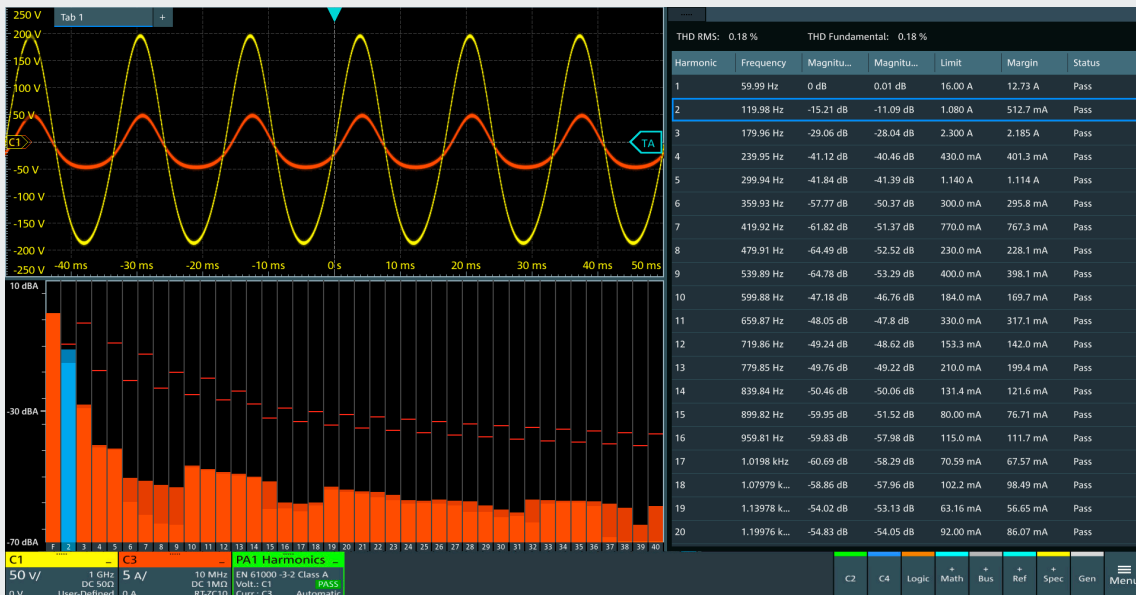 250 V
Tab 1
+
200 V
150 V
100 V
50 V
C1
TA
-50 V
-100 V
-150 V
-200 V
-250 V
-40 ms -30 ms -20 ms -10 ms 0 s 10 ms 20 ms 30 ms 40 ms 50 ms
10 dBA
-30 dBA
-70 dBA
F 2 3 4 5 6 7 8 9 10 11 12 13 14 15 16 17 18 19 20 21 22 23 24 25 26 27 28 29 30 31 32 33 34 35 36 37 38 39 40
THD RMS: 0.18 % THD Fundamental: 0.18 %
Harmonic Frequency Magnitu... Magnitu... Limit Margin Status
1 59.99 Hz 0 dB 0.01 dB 16.00 A 12.73 A Pass
2 119.98 Hz -15.21 dB -11.09 dB 1.080 A 512.7 mA Pass
3 179.96 Hz -29.06 dB -28.04 dB 2.300 A 2.185 A Pass
4 239.95 Hz -41.12 dB -40.46 dB 430.0 mA 401.3 mA Pass
5 299.94 Hz -41.84 dB -41.39 dB 1.140 A 1.114 A Pass
6 359.93 Hz -57.77 dB -50.37 dB 300.0 mA 295.8 mA Pass
7 419.92 Hz -61.82 dB -51.37 dB 770.0 mA 767.3 mA Pass
8 479.91 Hz -64.49 dB -52.52 dB 230.0 mA 228.1 mA Pass
9 539.89 Hz -64.78 dB -53.29 dB 400.0 mA 398.1 mA Pass
10 599.88 Hz -47.18 dB -46.76 dB 184.0 mA 169.7 mA Pass
11 659.87 Hz -48.05 dB -47.8 dB 330.0 mA 317.1 mA Pass
12 719.86 Hz -49.24 dB -48.62 dB 153.3 mA 142.0 mA Pass
13 779.85 Hz -49.76 dB -49.22 dB 210.0 mA 199.4 mA Pass
14 839.84 Hz -50.46 dB -50.06 dB 131.4 mA 121.6 mA Pass
15 899.82 Hz -59.95 dB -51.52 dB 80.00 mA 76.71 mA Pass
16 959.81 Hz -59.83 dB -57.98 dB 115.0 mA 111.7 mA Pass
17 1.0198 kHz -60.69 dB -58.29 dB 70.59 mA 67.57 mA Pass
18 1.07979 k... -58.86 dB -57.96 dB 102.2 mA 98.49 mA Pass
19 1.13978 k... -54.02 dB -53.13 dB 63.16 mA 56.65 mA Pass
20 1.19976 k... -54.83 dB -54.05 dB 92.00 mA 86.07 mA Pass
C1
50 V/ 1 GHz
DC 50Ω
0 V User-Defined
C3
5 A/ 10 MHz
DC 1MΩ
0 A RT-ZC10
PA1 Harmonics
EN 61000 -3-2 Class A
Volt.: C1 PASS
Curr.: C3 Automatic
C2
C4
Logic
+ Math
+ Bus
+ Ref
+ Spec
Gen
Menu